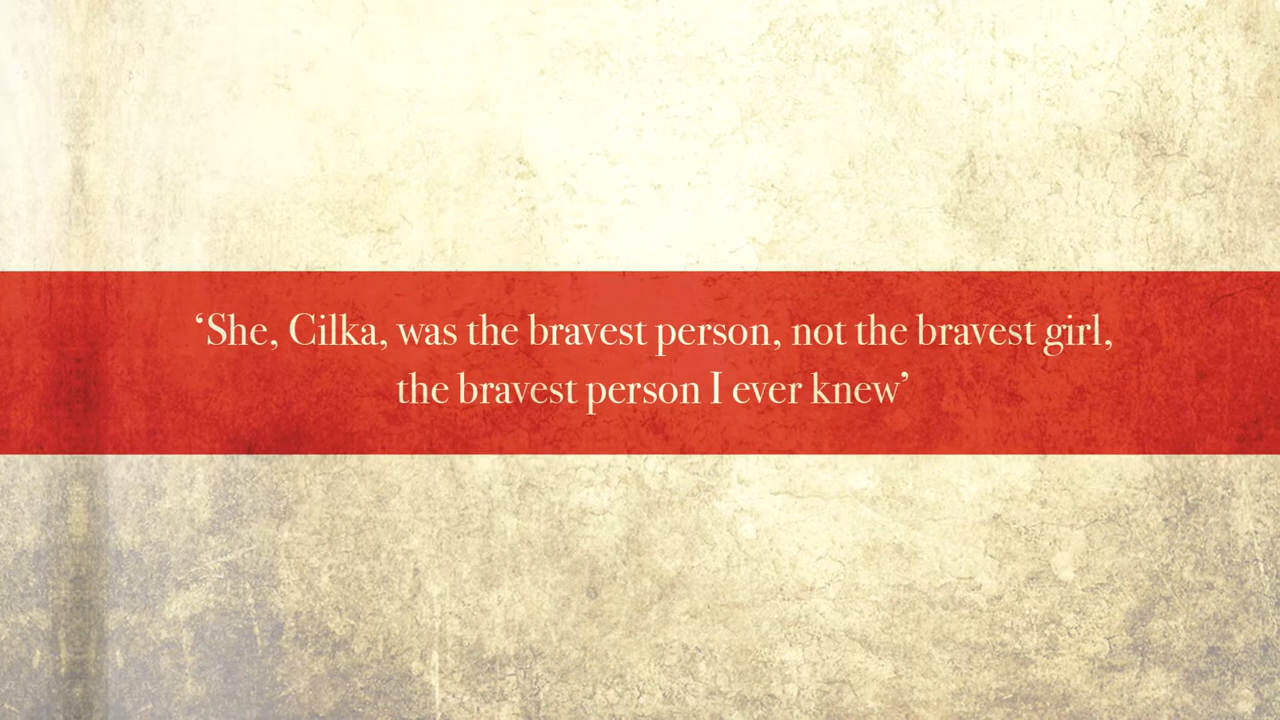 ‘She, Cilka, was the bravest person, not the bravest girl,
the bravest person I ever knew’